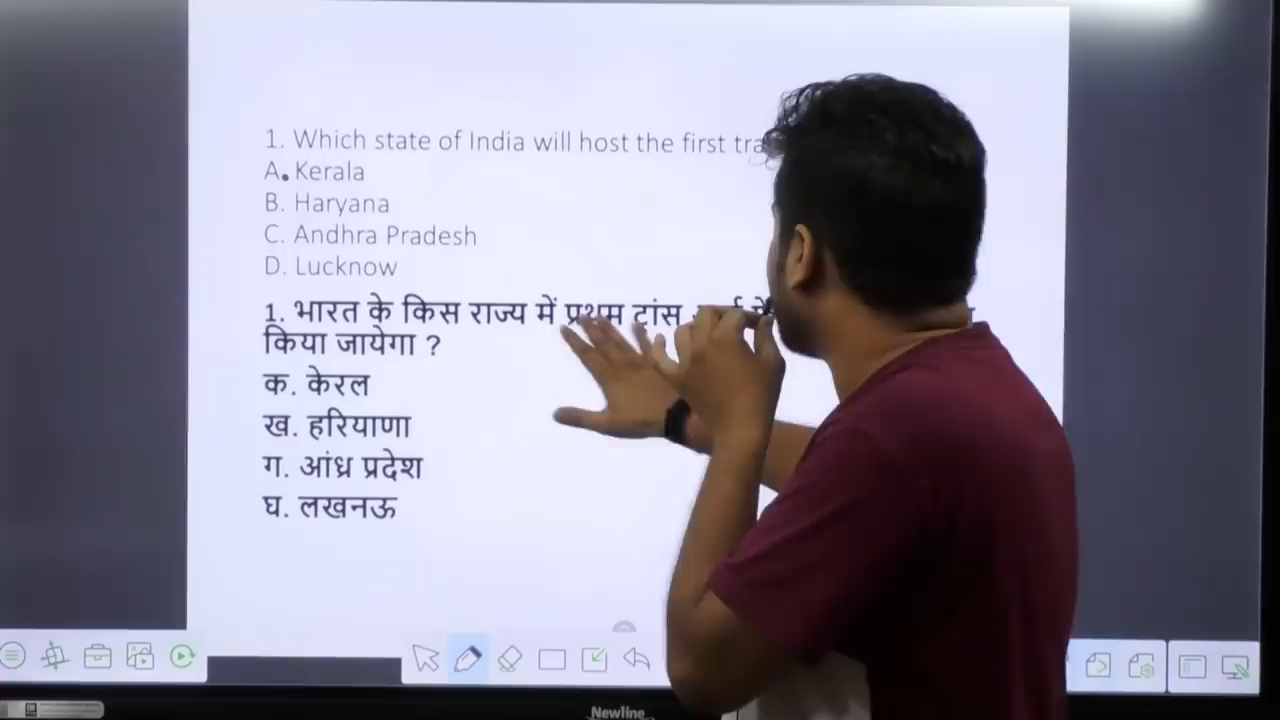 1. Which state of India will host the first
A. Kerala
B. Haryana
C. Andhra Pradesh
D. Lucknow
1. भारत के किस राज्य में प्रथम
किया जायेगा ?
क. केरल
ख. हरियाणा
ग. आंध्र प्रदेश
घ. लखनऊ
Newline